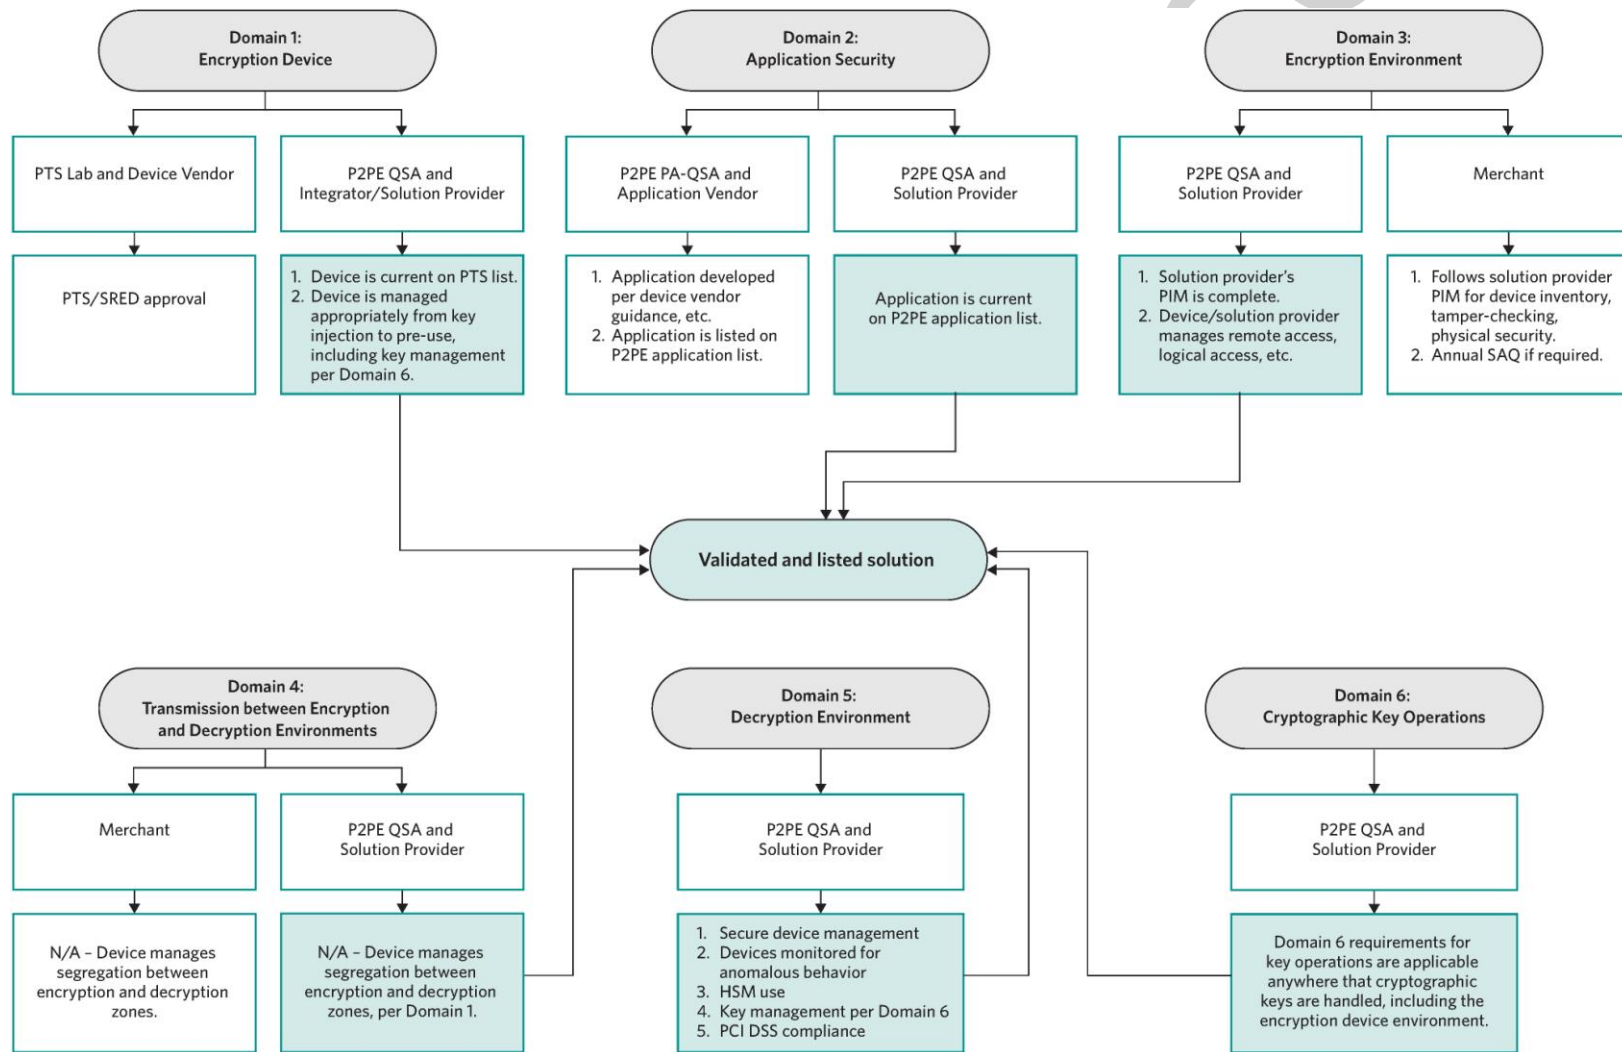 Domain 1:
Encryption Device
PTS Lab and Device Vendor
P2PE QSA and
Integrator/Solution Provider
PTS/SRED approval
1. Device is current on PTS list.
2. Device is managed
appropriately from key
injection to pre-use,
including key management
per Domain 6.
Domain 2:
Application Security
P2PE PA-QSA and
Application Vendor
P2PE QSA and
Solution Provider
1. Application developed
per device vendor
guidance, etc.
2. Application is listed on
P2PE application list.
Application is current
on P2PE application list.
Domain 3:
Encryption Environment
P2PE QSA and
Solution Provider
Merchant
1. Solution provider's
PIM is complete.
2. Device/solution provider
manages remote access,
logical access, etc.
1. Follows solution provider
PIM for device inventory,
tamper-checking,
physical security.
2. Annual SAQ if required.
Validated and listed solution
Domain 4:
Transmission between Encryption
and Decryption Environments
Merchant
P2PE QSA and
Solution Provider
N/A – Device manages
segregation between
encryption and decryption
zones.
N/A – Device manages
segregation between
encryption and decryption
zones, per Domain 1.
Domain 5:
Decryption Environment
P2PE QSA and
Solution Provider
1. Secure device management
2. Devices monitored for
anomalous behavior
3. HSM use
4. Key management per Domain 6
5. PCI DSS compliance
Domain 6:
Cryptographic Key Operations
P2PE QSA and
Solution Provider
Domain 6 requirements for
key operations are applicable
anywhere that cryptographic
keys are handled, including the
encryption device environment.